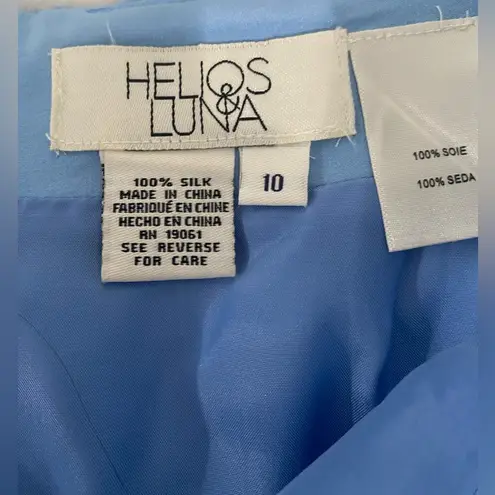 HELIOS
&
LUNA
100% SILK
MADE IN CHINA
FABRIQUÉ EN CHINE
HECHO EN CHINA
RN 19061
SEE REVERSE
FOR CARE
10
100% SOIE
100% SEDA